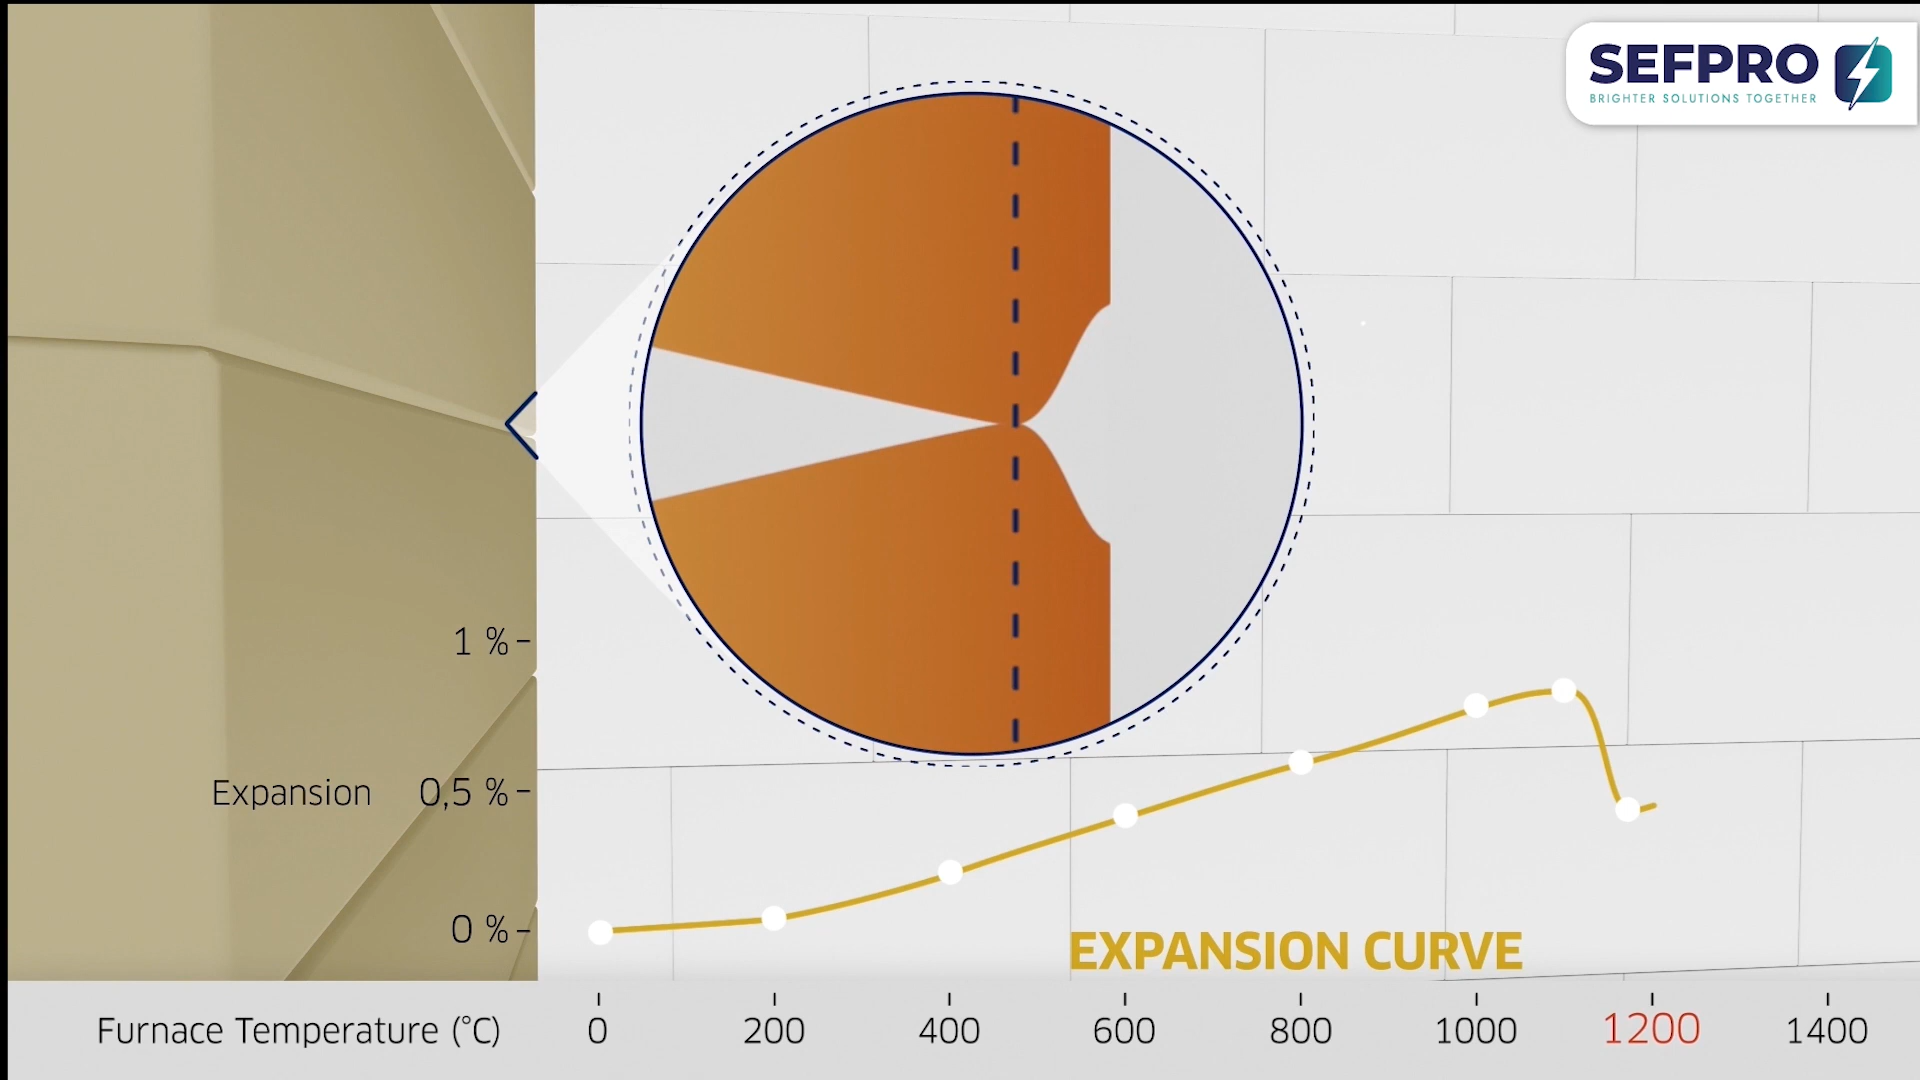 SEFPRO
BRIGHTER SOLUTIONS TOGETHER
1 %
Expansion 0,5 %
0 %
EXPANSION CURVE
Furnace Temperature (°C) 0 200 400 600 800 1000 1200 1400